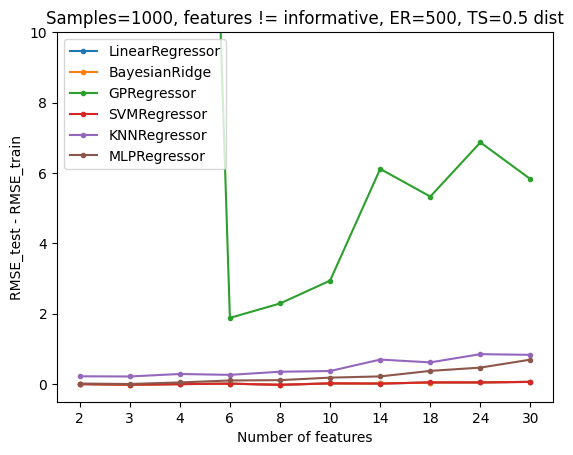 Samples=1000, features != informative, ER=500, TS=0.5 dist
LinearRegressor
BayesianRidge
GPRegressor
SVMRegressor
KNNRegressor
MLPRegressor
RMSE_test - RMSE_train
10
8
6
4
2
0
2 3 4 6 8 10 14 18 24 30
Number of features